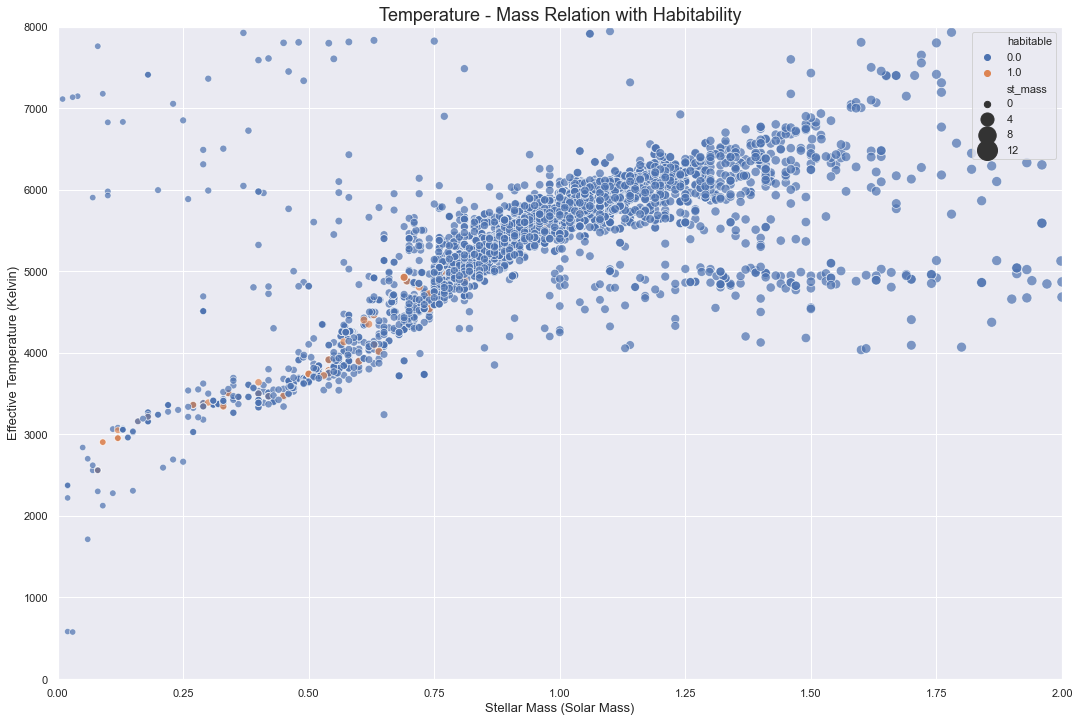 Temperature - Mass Relation with Habitability
8000
7000
6000
5000
4000
3000
2000
1000
0
Effective Temperature (Kelvin)
habitable
0.0
1.0
st_mass
0
4
8
12
0.00 0.25 0.50 0.75 1.00 1.25 1.50 1.75 2.00
Stellar Mass (Solar Mass)